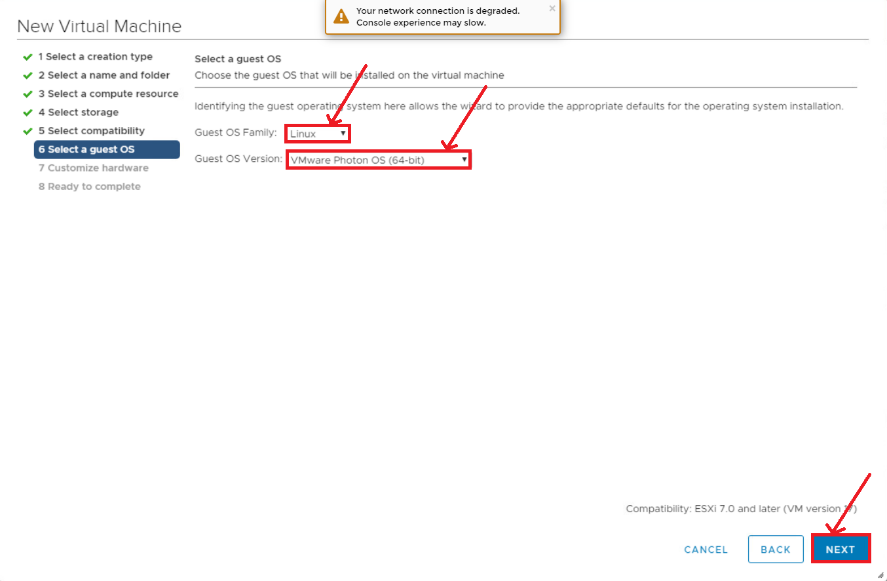 Your network connection is degraded.
Console experience may slow.
New Virtual Machine
1 Select a creation type
2 Select a name and folder
3 Select a compute resource
4 Select storage
5 Select compatibility
6 Select a guest OS
7 Customize hardware
8 Ready to complete
Select a guest OS
Choose the guest OS that will be installed on the virtual machine
Identifying the guest operating system here allows the wizard to provide the appropriate defaults for the operating system installation.
Guest OS Family: Linux
Guest OS Version: VMware Photon OS (64-bit)
Compatibility: ESXi 7.0 and later (VM version 17)
CANCEL BACK NEXT